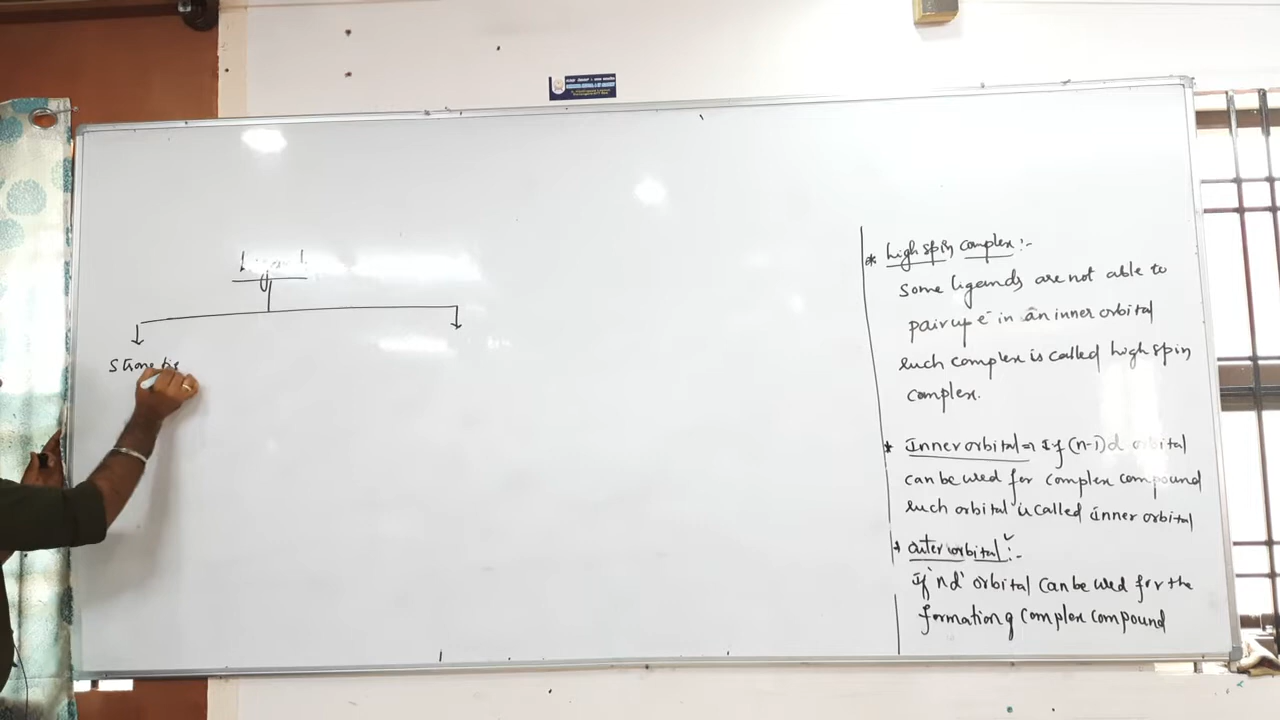 Strong fie
* high spin complex:-
Some ligands are not able to
pair up e⁻ in an inner orbital
such complex is called high spin
complex.
* Inner orbital ⇒ If (n-1)d orbital
can be used for complex compound
such orbital is called inner orbital
* outer orbital ✓:-
If 'nd' orbital can be used for the
formation of complex compound